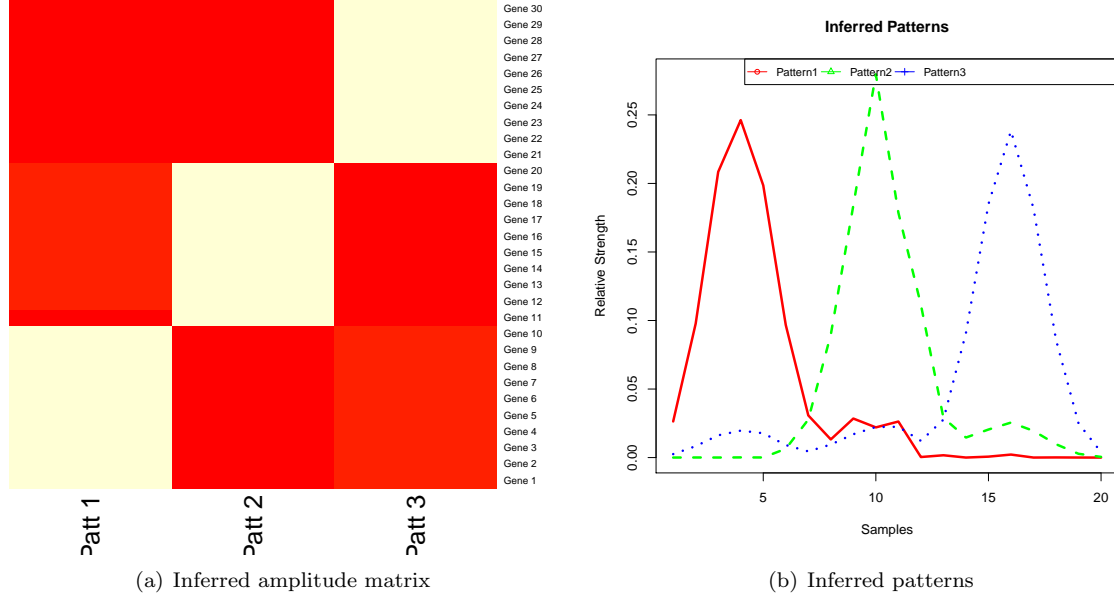 Gene 30
Gene 29
Gene 28
Gene 27
Gene 26
Gene 25
Gene 24
Gene 23
Gene 22
Gene 21
Gene 20
Gene 19
Gene 18
Gene 17
Gene 16
Gene 15
Gene 14
Gene 13
Gene 12
Gene 11
Gene 10
Gene 9
Gene 8
Gene 7
Gene 6
Gene 5
Gene 4
Gene 3
Gene 2
Gene 1
Patt 1
Patt 2
Patt 3
(a) Inferred amplitude matrix
Inferred Patterns
Pattern1 Pattern2 Pattern3
Relative Strength
0.25
0.20
0.15
0.10
0.05
0.00
5 10 15 20
Samples
(b) Inferred patterns